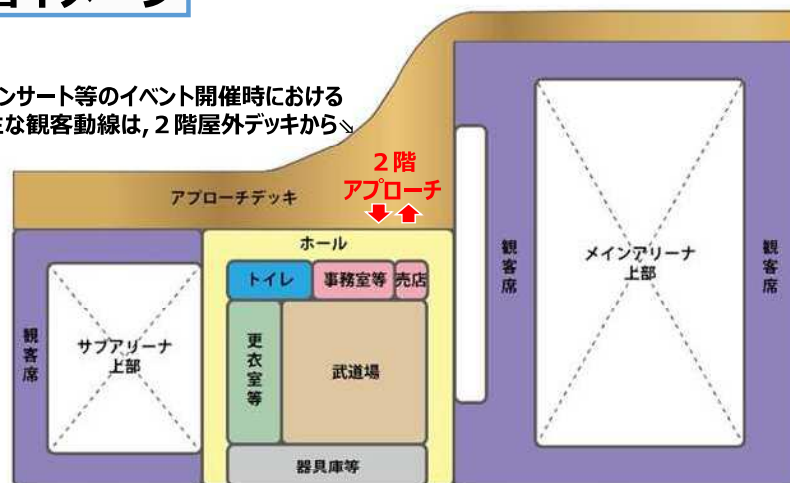 ンサート等のイベント開催時における
な観客動線は,２階屋外デッキから⇘
２階
アプローチ
アプローチデッキ
ホール
トイレ
事務室等
売店
観客席
メインアリーナ
上部
観客席
観客席
サブアリーナ
上部
更衣室等
武道場
器具庫等